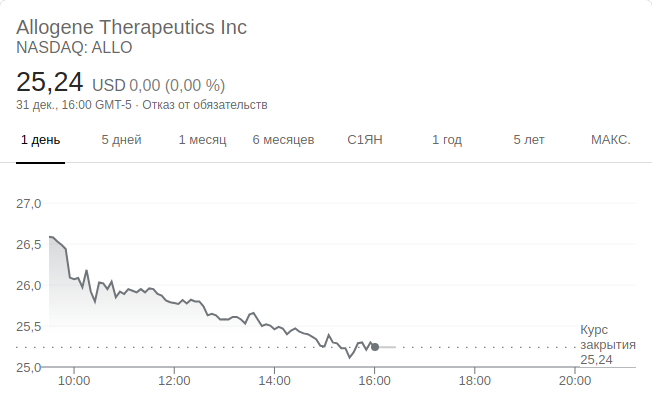 Allogene Therapeutics Inc
NASDAQ: ALLO
25,24 USD 0,00 (0,00 %)
31 дек., 16:00 GMT-5 · Отказ от обязательств
1 день 5 дней 1 месяц 6 месяцев С1ЯН 1 год 5 лет МАКС.
27,0
26,5
26,0
25,5
Курс
закрытия
25,24
25,0
10:00 12:00 14:00 16:00 18:00 20:00